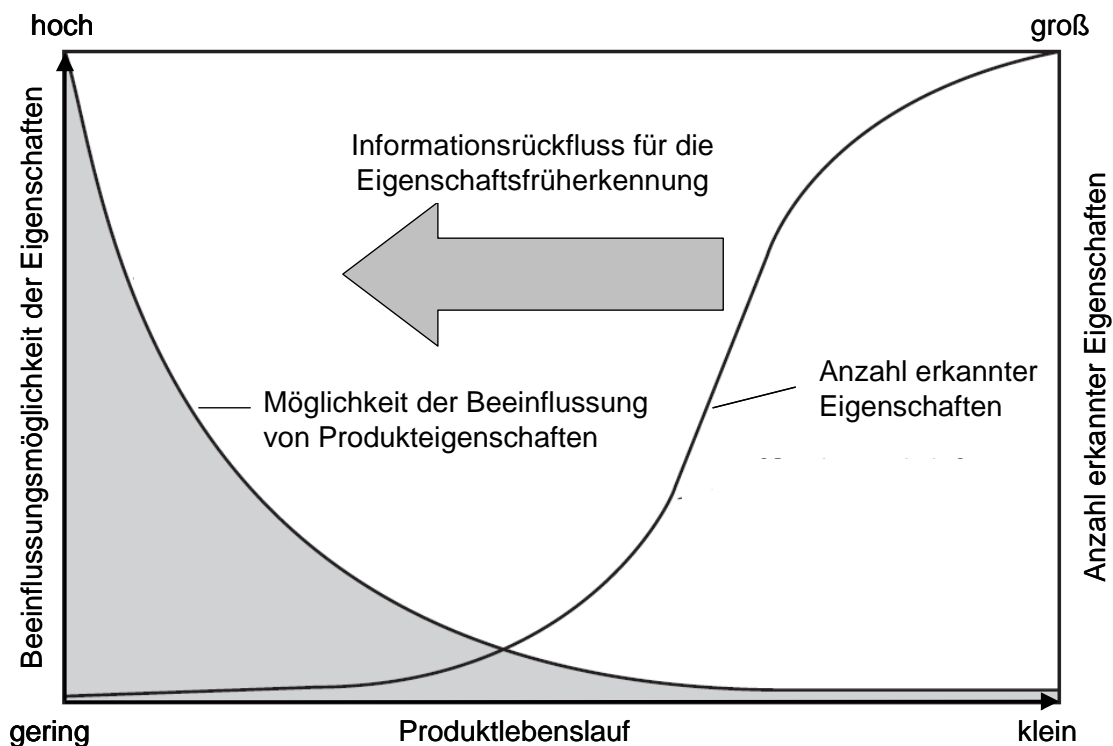 hoch
groß
Beeinflussungsmöglichkeit der Eigenschaften
Informationsrückfluss für die
Eigenschaftsfrüherkennung
Möglichkeit der Beeinflussung
von Produkteigenschaften
Anzahl erkannter
Eigenschaften
Anzahl erkannter Eigenschaften
gering
Produktlebenslauf
klein